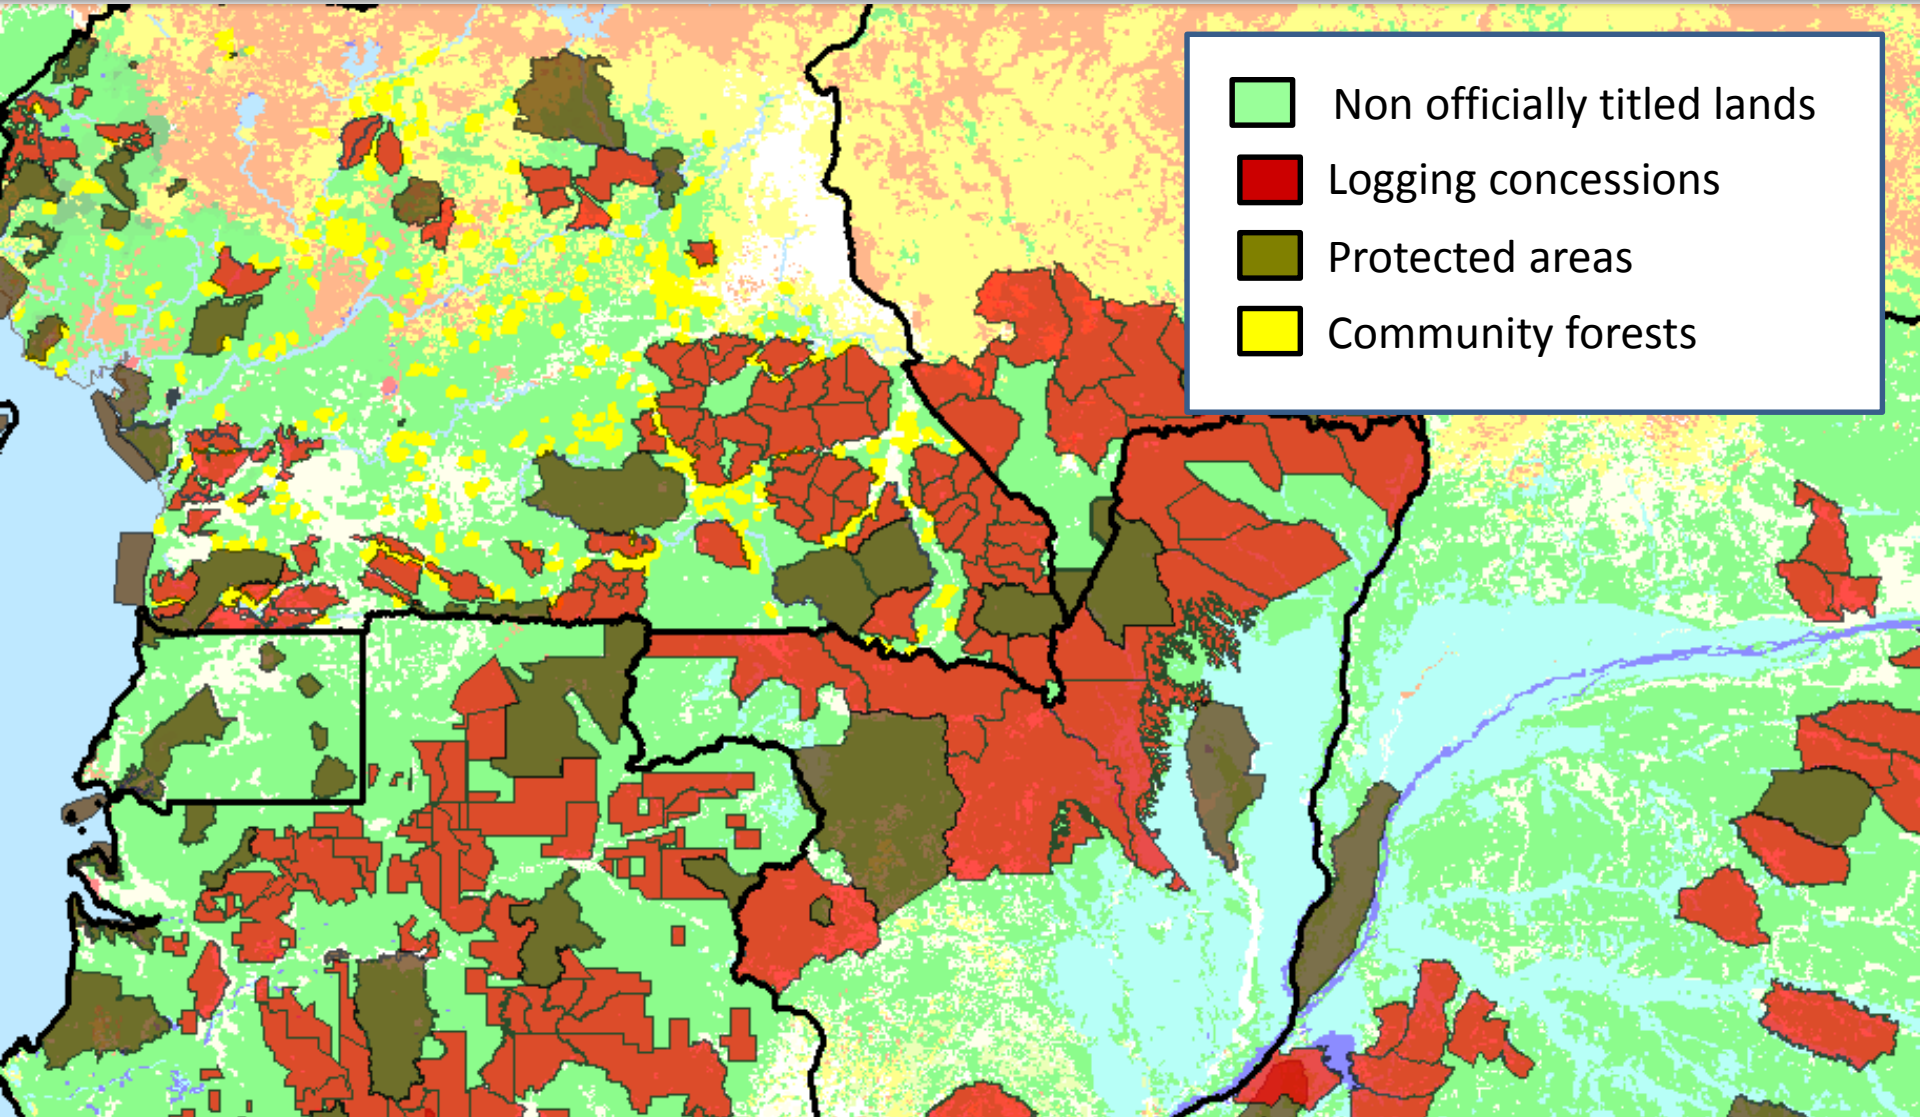 Non officially titled lands
Logging concessions
Protected areas
Community forests